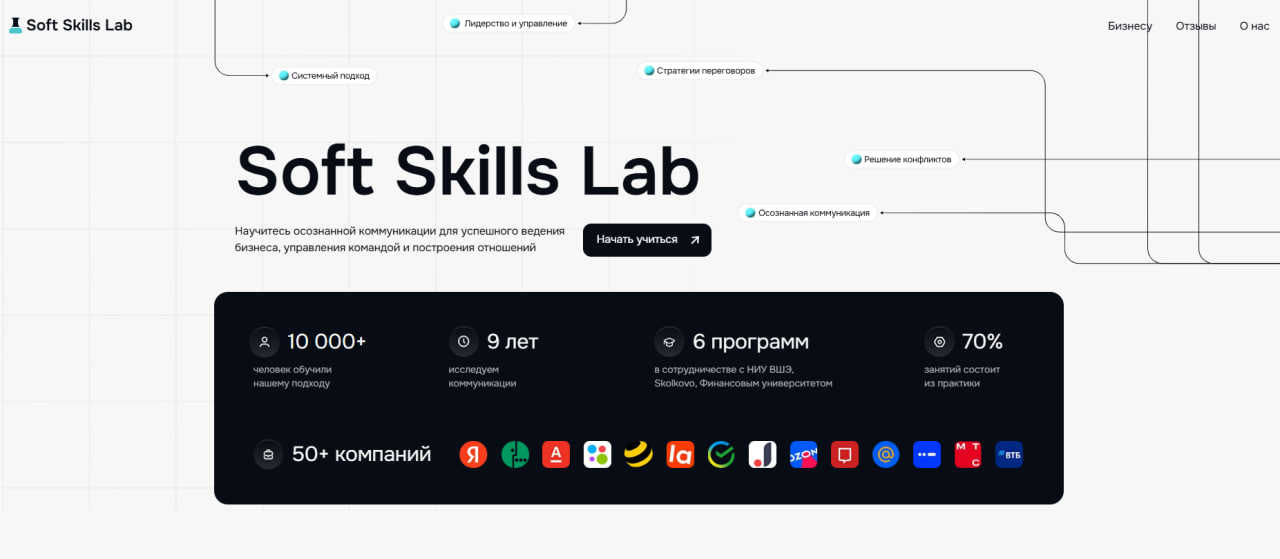 Soft Skills Lab
Лидерство и управление
Бизнесу
Отзывы
О нас
Системный подход
Стратегии переговоров
Soft Skills Lab
Решение конфликтов
Осознанная коммуникация
Научитесь осознанной коммуникации для успешного ведения
бизнеса, управления командой и построения отношений
Начать учиться
10 000+
человек обучили
нашему подходу
9 лет
исследуем
коммуникации
6 программ
в сотрудничестве с НИУ ВШЭ,
Skolkovo, Финансовым университетом
70%
занятий состоит
из практики
50+ компаний
Я
А
la
OZON
@
МТС
ВТБ